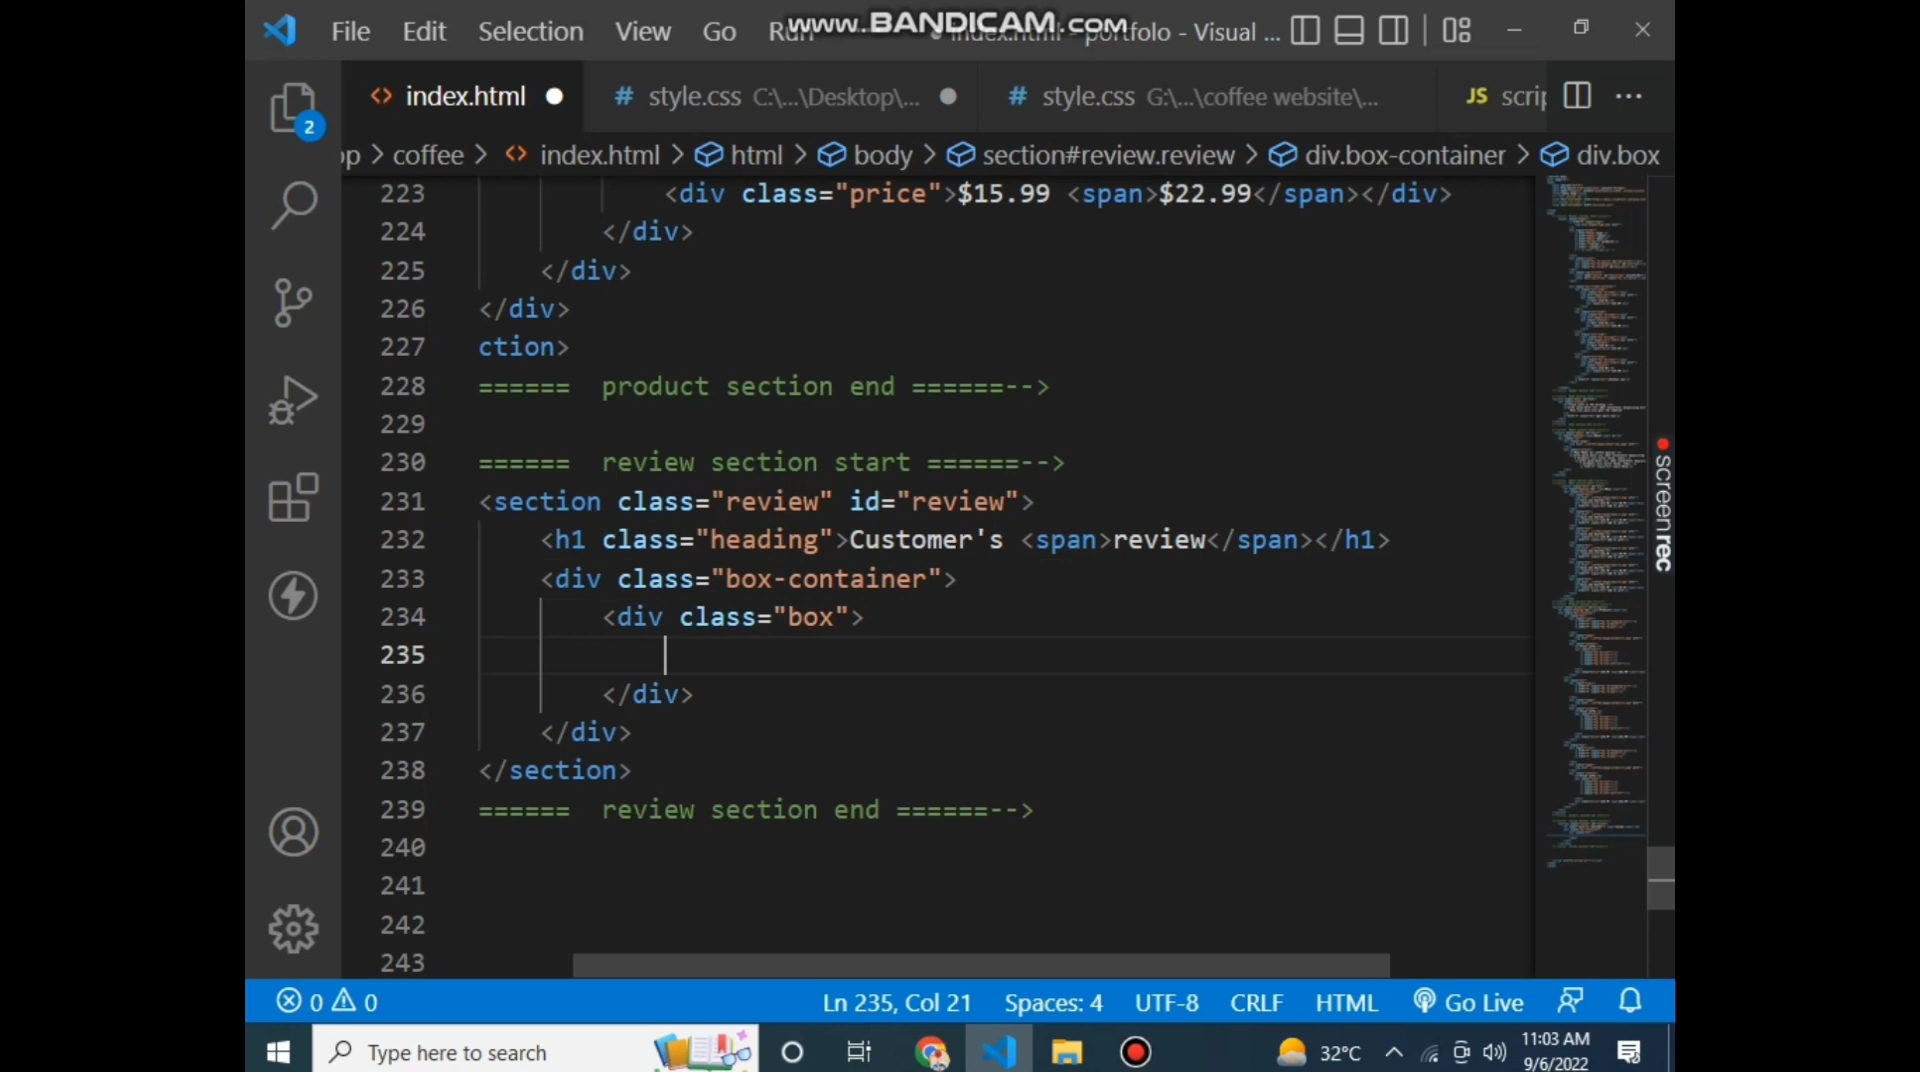 File Edit Selection View Go Run index.html - portfolo - Visual ...
www.BANDICAM.com
index.html style.css C:\...\Desktop\... style.css G:\...\coffee website\... JS scrip
op > coffee > index.html > html > body > section#review.review > div.box-container > div.box
2
223 <div class="price">$15.99 <span>$22.99</span></div>
224 </div>
225 </div>
226 </div>
227 ction>
228 ====== product section end ======-->
229
230 ====== review section start ======-->
231 <section class="review" id="review">
232 <h1 class="heading">Customer's <span>review</span></h1>
233 <div class="box-container">
234 <div class="box">
235
236 </div>
237 </div>
238 </section>
239 ====== review section end ======-->
240
241
242
243
screenrec
0 0 Ln 235, Col 21 Spaces: 4 UTF-8 CRLF HTML Go Live
Type here to search 32°C 11:03 AM
9/6/2022